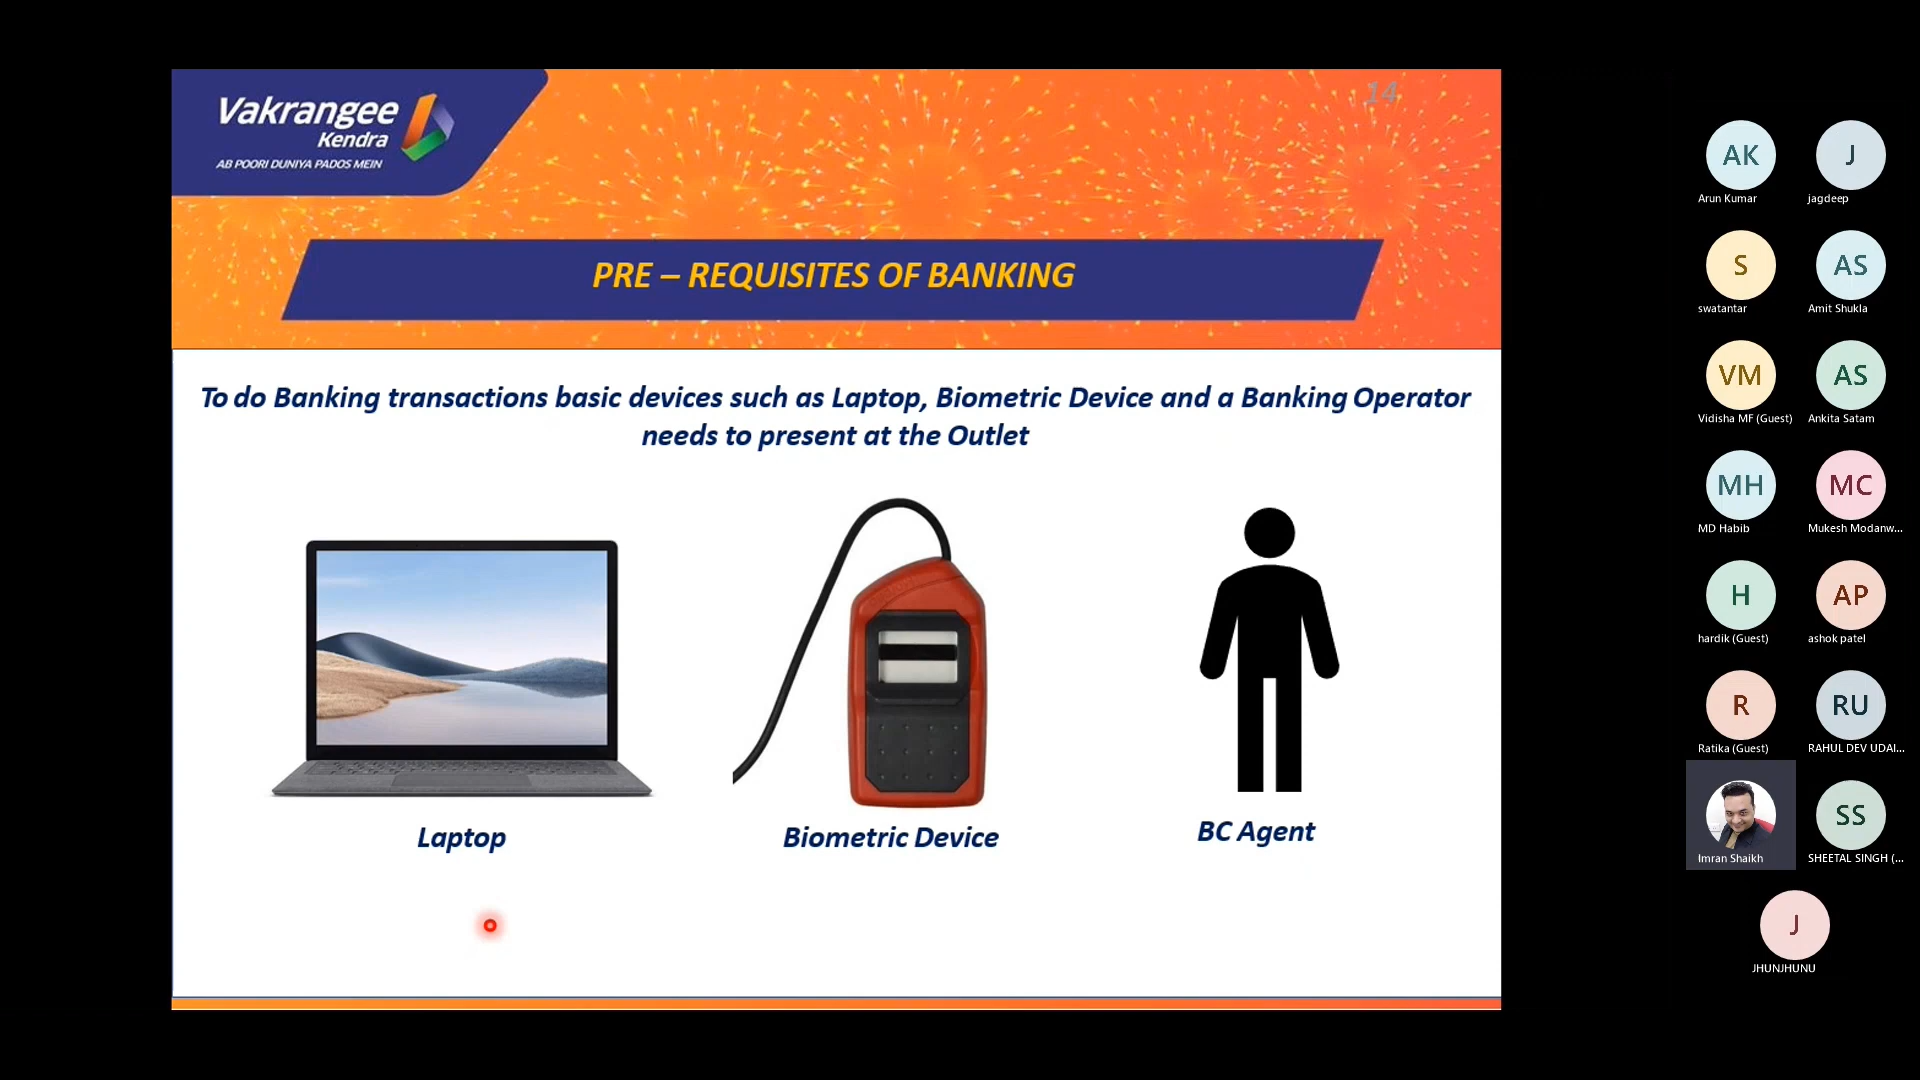 Vakrangee
Kendra
AB POORI DUNIYA PADOS MEIN
14
PRE – REQUISITES OF BANKING
To do Banking transactions basic devices such as Laptop, Biometric Device and a Banking Operator
needs to present at the Outlet
Laptop
Biometric Device
BC Agent
AK
Arun Kumar
J
jagdeep
S
swatantar
AS
Amit Shukla
VM
Vidisha MF (Guest)
AS
Ankita Satam
MH
MD Habib
MC
Mukesh Modanw...
H
hardik (Guest)
AP
ashok patel
R
Ratika (Guest)
RU
RAHUL DEV UDAI...
Imran Shaikh
SS
SHEETAL SINGH (...
J
JHUNJHUNU